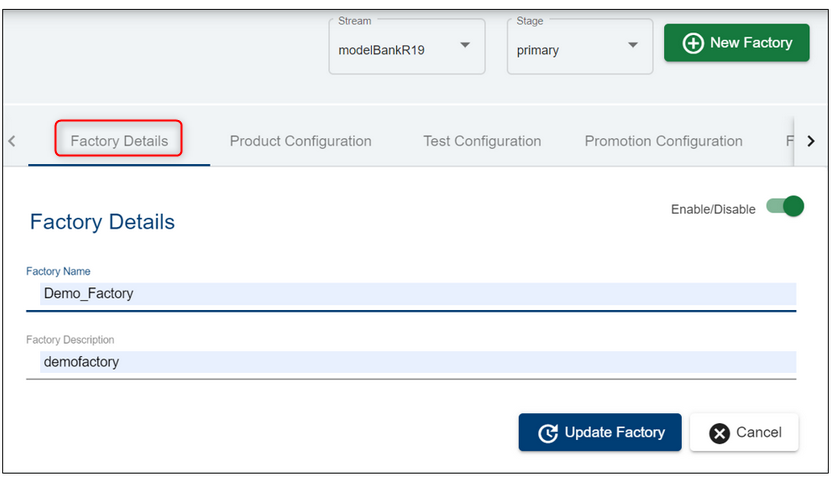 Stream
Stage
modelBankR19
primary
New Factory
Factory Details
Product Configuration
Test Configuration
Promotion Configuration
F
Factory Details
Enable/Disable
Factory Name
Demo_Factory
Factory Description
demofactory
Update Factory
Cancel